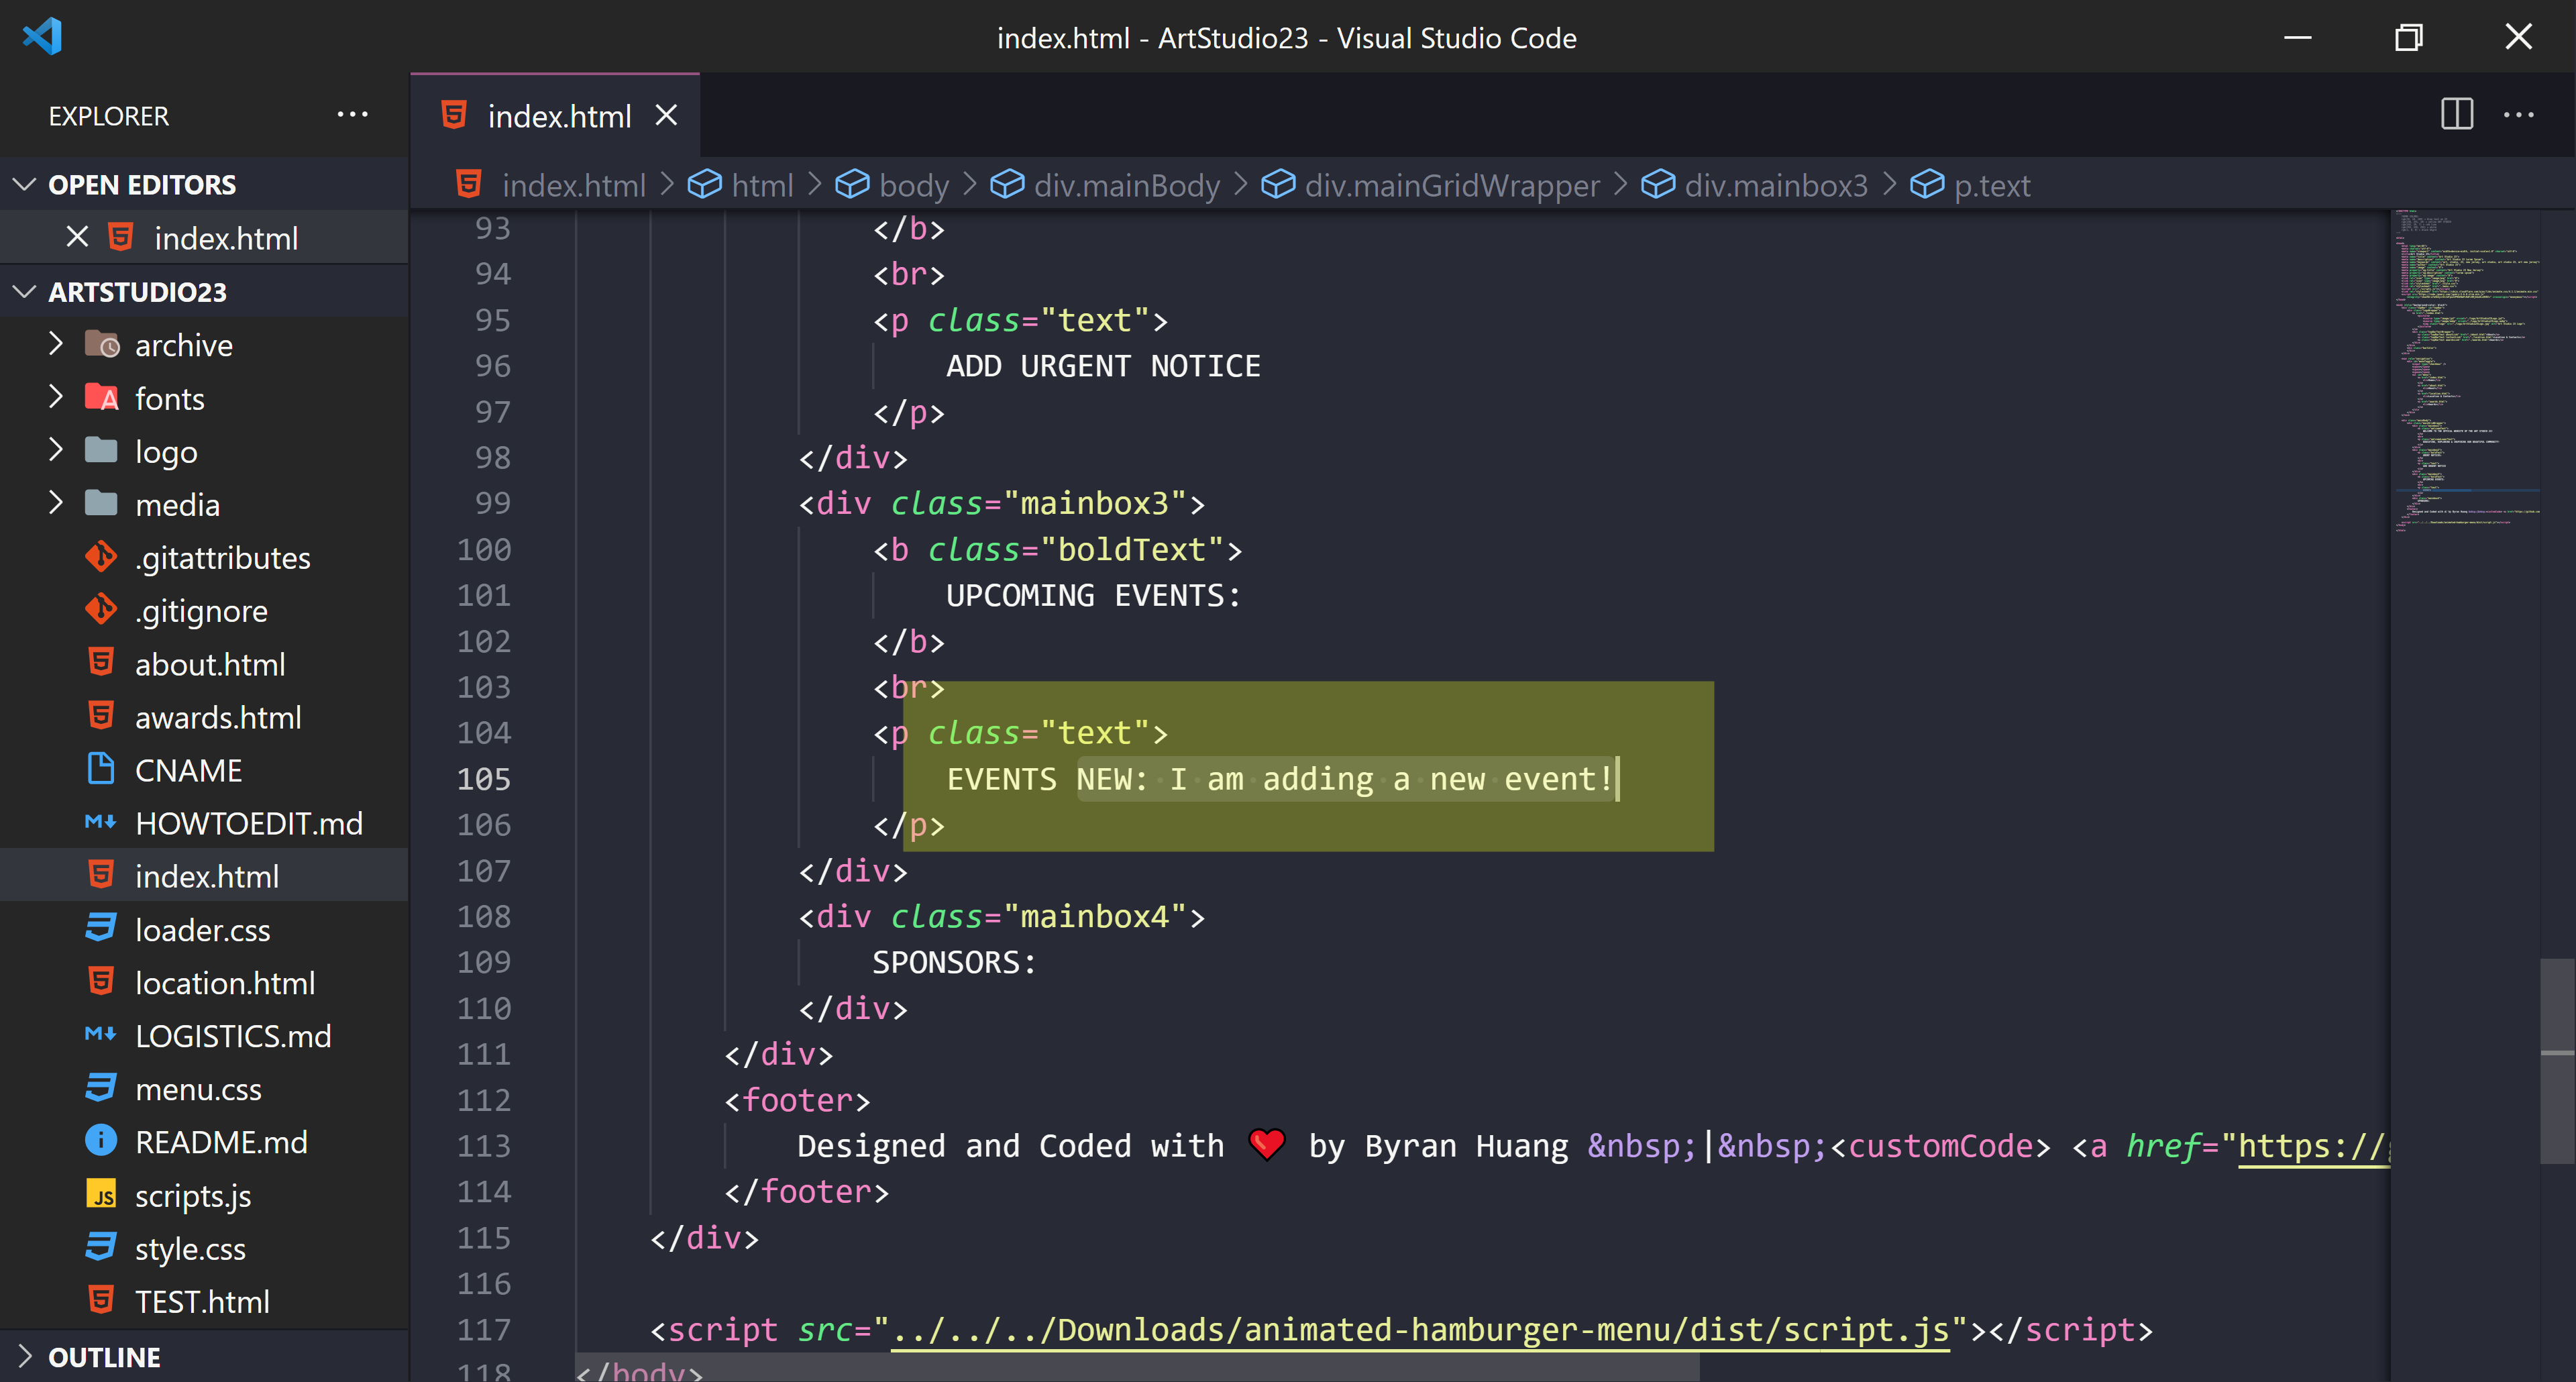 index.html - ArtStudio23 - Visual Studio Code
EXPLORER
OPEN EDITORS
index.html
ARTSTUDIO23
archive
fonts
logo
media
.gitattributes
.gitignore
about.html
awards.html
CNAME
HOWTOEDIT.md
index.html
loader.css
location.html
LOGISTICS.md
menu.css
README.md
scripts.js
style.css
TEST.html
OUTLINE
index.html
index.html > html > body > div.mainBody > div.mainGridWrapper > div.mainbox3 > p.text
93 </b>
94 <br>
95 <p class="text">
96 ADD URGENT NOTICE
97 </p>
98 </div>
99 <div class="mainbox3">
100 <b class="boldText">
101 UPCOMING EVENTS:
102 </b>
103 <br>
104 <p class="text">
105 EVENTS NEW: I am adding a new event!
106 </p>
107 </div>
108 <div class="mainbox4">
109 SPONSORS:
110 </div>
111 </div>
112 <footer>
113 Designed and Coded with ❤️ by Byran Huang &nbsp;|&nbsp;<customCode> <a href="https://
114 </footer>
115 </div>
116
117 <script src="../../../Downloads/animated-hamburger-menu/dist/script.js"></script>
118 </body>